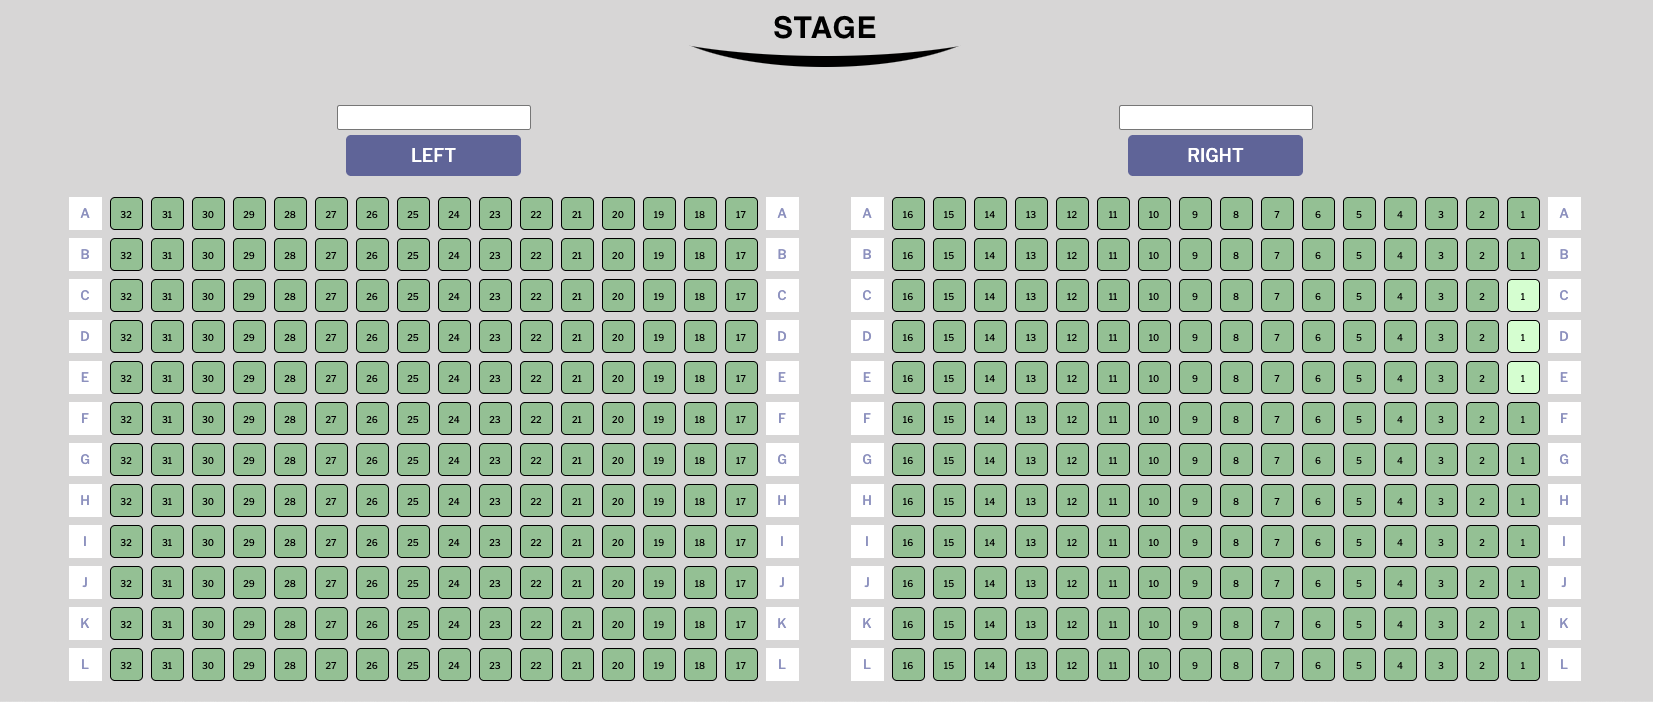 STAGE
LEFT RIGHT
A 32 31 30 29 28 27 26 25 24 23 22 21 20 19 18 17 A A 16 15 14 13 12 11 10 9 8 7 6 5 4 3 2 1 A
B 32 31 30 29 28 27 26 25 24 23 22 21 20 19 18 17 B B 16 15 14 13 12 11 10 9 8 7 6 5 4 3 2 1 B
C 32 31 30 29 28 27 26 25 24 23 22 21 20 19 18 17 C C 16 15 14 13 12 11 10 9 8 7 6 5 4 3 2 1 C
D 32 31 30 29 28 27 26 25 24 23 22 21 20 19 18 17 D D 16 15 14 13 12 11 10 9 8 7 6 5 4 3 2 1 D
E 32 31 30 29 28 27 26 25 24 23 22 21 20 19 18 17 E E 16 15 14 13 12 11 10 9 8 7 6 5 4 3 2 1 E
F 32 31 30 29 28 27 26 25 24 23 22 21 20 19 18 17 F F 16 15 14 13 12 11 10 9 8 7 6 5 4 3 2 1 F
G 32 31 30 29 28 27 26 25 24 23 22 21 20 19 18 17 G G 16 15 14 13 12 11 10 9 8 7 6 5 4 3 2 1 G
H 32 31 30 29 28 27 26 25 24 23 22 21 20 19 18 17 H H 16 15 14 13 12 11 10 9 8 7 6 5 4 3 2 1 H
I 32 31 30 29 28 27 26 25 24 23 22 21 20 19 18 17 I I 16 15 14 13 12 11 10 9 8 7 6 5 4 3 2 1 I
J 32 31 30 29 28 27 26 25 24 23 22 21 20 19 18 17 J J 16 15 14 13 12 11 10 9 8 7 6 5 4 3 2 1 J
K 32 31 30 29 28 27 26 25 24 23 22 21 20 19 18 17 K K 16 15 14 13 12 11 10 9 8 7 6 5 4 3 2 1 K
L 32 31 30 29 28 27 26 25 24 23 22 21 20 19 18 17 L L 16 15 14 13 12 11 10 9 8 7 6 5 4 3 2 1 L